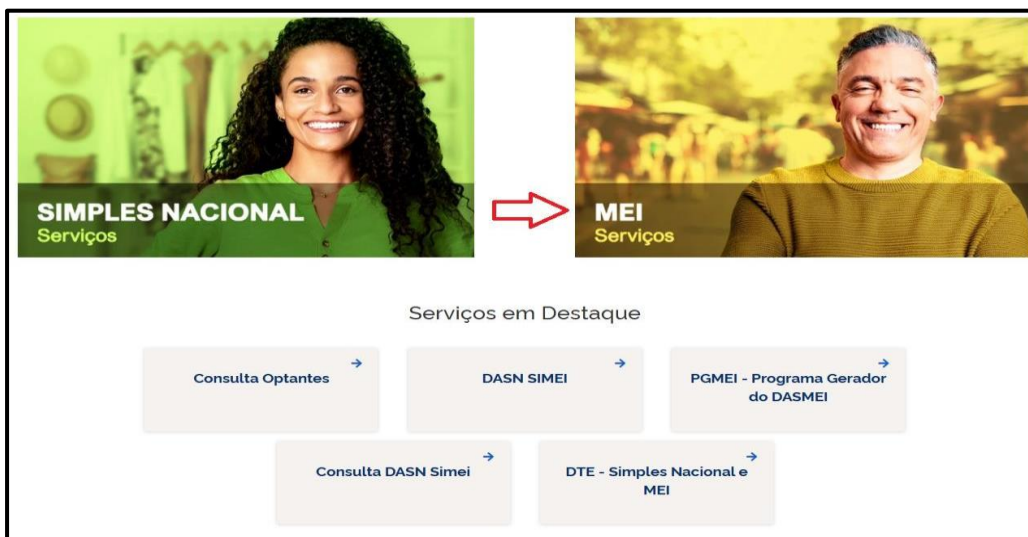 SIMPLES NACIONAL
Serviços
MEI
Serviços
Serviços em Destaque
Consulta Optantes
DASN SIMEI
PGMEI - Programa Gerador
do DASMEI
Consulta DASN Simei
DTE - Simples Nacional e
MEI